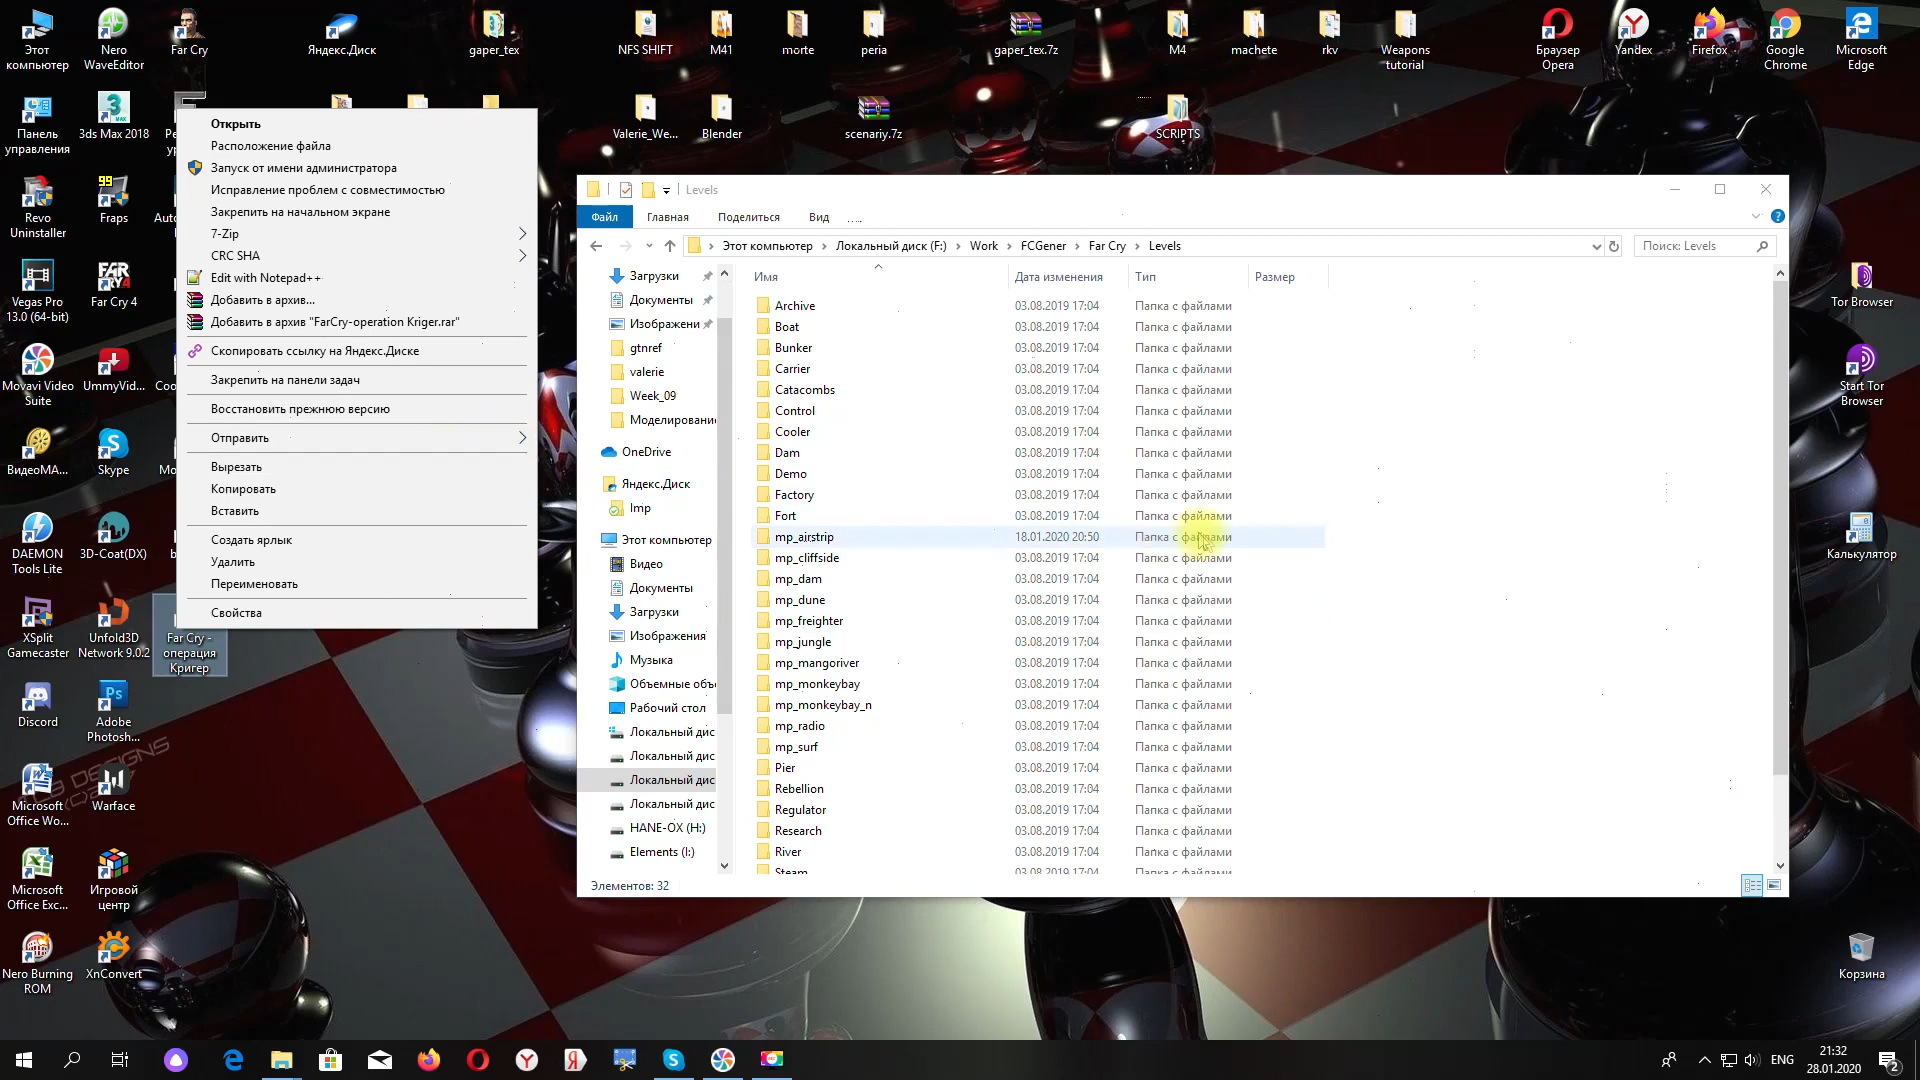 Этот
компьютер
Nero
WaveEditor
Far Cry
Яндекс.Диск
gaper_tex
NFS SHIFT
M41
morte
peria
gaper_tex.7z
M4
machete
rkv
Weapons
tutorial
Браузер
Opera
Yandex
Firefox
Google
Chrome
Microsoft
Edge
Панель
управления
3ds Max 2018
Valerie_We...
Blender
scenariy.7z
SCRIPTS
Revo
Uninstaller
99
Fraps
Vegas Pro
13.0 (64-bit)
FAR CRY
Far Cry 4
Movavi Video
Suite
UmmyVid...
ВидеоМА...
Skype
DAEMON
Tools Lite
3D-Coat(DX)
XSplit
Gamecaster
Unfold3D
Network 9.0.2
Far Cry -
операция
Кригер
Discord
Adobe
Photosh...
Microsoft
Office Wo...
Warface
Microsoft
Office Exc...
Игровой
центр
Nero Burning
ROM
XnConvert
Открыть
Расположение файла
Запуск от имени администратора
Исправление проблем с совместимостью
Закрепить на начальном экране
7-Zip
CRC SHA
Edit with Notepad++
Добавить в архив...
Добавить в архив "FarCry-operation Kriger.rar"
Скопировать ссылку на Яндекс.Диске
Закрепить на панели задач
Восстановить прежнюю версию
Отправить
Вырезать
Копировать
Вставить
Создать ярлык
Удалить
Переименовать
Свойства
Levels
Файл Главная Поделиться Вид
Этот компьютер Локальный диск (F:) Work FCGener Far Cry Levels
Поиск: Levels
Загрузки
Документы
Изображени
gtnref
valerie
Week_09
Моделировани
OneDrive
Яндекс.Диск
Imp
Этот компьютер
Видео
Документы
Загрузки
Изображения
Музыка
Объемные объ
Рабочий стол
Локальный дис
Локальный дис
Локальный дис
Локальный дис
HANE-OX (H:)
Elements (I:)
Имя Дата изменения Тип Размер
Archive 03.08.2019 17:04 Папка с файлами
Boat 03.08.2019 17:04 Папка с файлами
Bunker 03.08.2019 17:04 Папка с файлами
Carrier 03.08.2019 17:04 Папка с файлами
Catacombs 03.08.2019 17:04 Папка с файлами
Control 03.08.2019 17:04 Папка с файлами
Cooler 03.08.2019 17:04 Папка с файлами
Dam 03.08.2019 17:04 Папка с файлами
Demo 03.08.2019 17:04 Папка с файлами
Factory 03.08.2019 17:04 Папка с файлами
Fort 03.08.2019 17:04 Папка с файлами
mp_airstrip 18.01.2020 20:50 Папка с файлами
mp_cliffside 03.08.2019 17:04 Папка с файлами
mp_dam 03.08.2019 17:04 Папка с файлами
mp_dune 03.08.2019 17:04 Папка с файлами
mp_freighter 03.08.2019 17:04 Папка с файлами
mp_jungle 03.08.2019 17:04 Папка с файлами
mp_mangoriver 03.08.2019 17:04 Папка с файлами
mp_monkeybay 03.08.2019 17:04 Папка с файлами
mp_monkeybay_n 03.08.2019 17:04 Папка с файлами
mp_radio 03.08.2019 17:04 Папка с файлами
mp_surf 03.08.2019 17:04 Папка с файлами
Pier 03.08.2019 17:04 Папка с файлами
Rebellion 03.08.2019 17:04 Папка с файлами
Regulator 03.08.2019 17:04 Папка с файлами
Research 03.08.2019 17:04 Папка с файлами
River 03.08.2019 17:04 Папка с файлами
Steam 03.08.2019 17:04 Папка с файлами
Элементов: 32
Tor Browser
Start Tor
Browser
Калькулятор
Корзина
ENG
21:32
28.01.2020
2